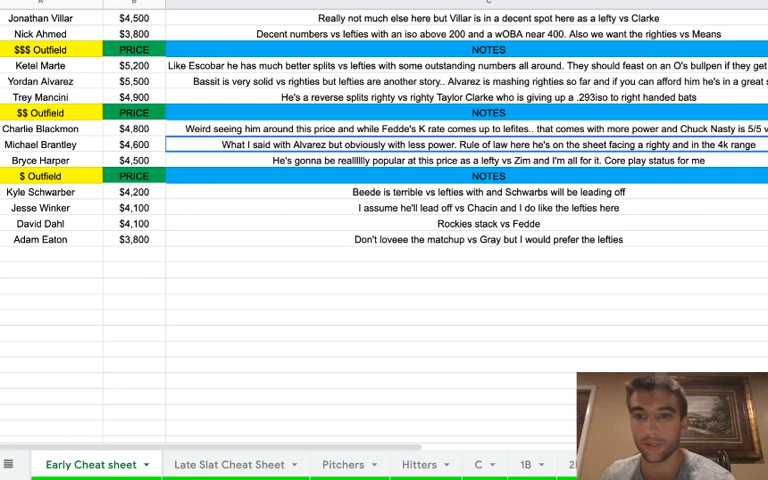 A B C
Jonathan Villar $4,500 Really not much else here but Villar is in a decent spot here as a lefty vs Clarke
Nick Ahmed $3,800 Decent numbers vs lefties with an iso above 200 and a wOBA near 400. Also we want the righties vs Means
$$$ Outfield PRICE NOTES
Ketel Marte $5,200 Like Escobar he has much better splits vs lefties with some outstanding numbers all around. They should feast on an O's bullpen if they get
Yordan Alvarez $5,500 Bassit is very solid vs righties but lefties are another story.. Alvarez is mashing righties so far and if you can afford him he's in a great s
Trey Mancini $4,900 He's a reverse splits righty vs righty Taylor Clarke who is giving up a .293iso to right handed bats
$$ Outfield PRICE NOTES
Charlie Blackmon $4,800 Weird seeing him around this price and while Fedde's K rate comes up to lefites.. that comes with more power and Chuck Nasty is 5/5 v
Michael Brantley $4,600 What I said with Alvarez but obviously with less power. Rule of law here he's on the sheet facing a righty and in the 4k range
Bryce Harper $4,500 He's gonna be realllllly popular at this price as a lefty vs Zim and I'm all for it. Core play status for me
$ Outfield PRICE NOTES
Kyle Schwarber $4,200 Beede is terrible vs lefties with and Schwarbs will be leading off
Jesse Winker $4,100 I assume he'll lead off vs Chacin and I do like the lefties here
David Dahl $4,100 Rockies stack vs Fedde
Adam Eaton $3,800 Don't loveee the matchup vs Gray but I would prefer the lefties
Early Cheat sheet Late Slat Cheat Sheet Pitchers Hitters C 1B 2